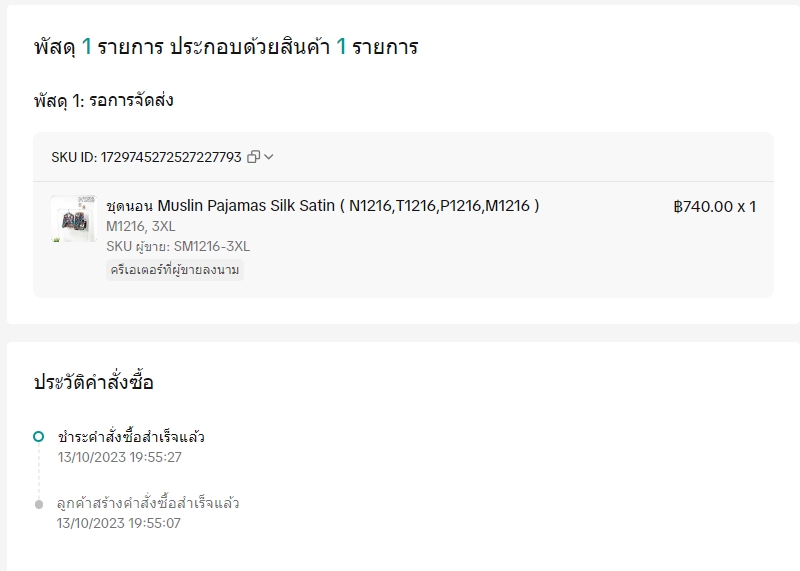 พัสดุ 1 รายการ ประกอบด้วยสินค้า 1 รายการ
พัสดุ 1: รอการจัดส่ง
SKU ID: 1729745272527227793
ชุดนอน Muslin Pajamas Silk Satin ( N1216,T1216,P1216,M1216 )
฿740.00 x 1
M1216, 3XL
SKU ผู้ขาย: SM1216-3XL
ครีเอเตอร์ที่ผู้ขายลงนาม
ประวัติคำสั่งซื้อ
ชำระคำสั่งซื้อสำเร็จแล้ว
13/10/2023 19:55:27
ลูกค้าสร้างคำสั่งซื้อสำเร็จแล้ว
13/10/2023 19:55:07